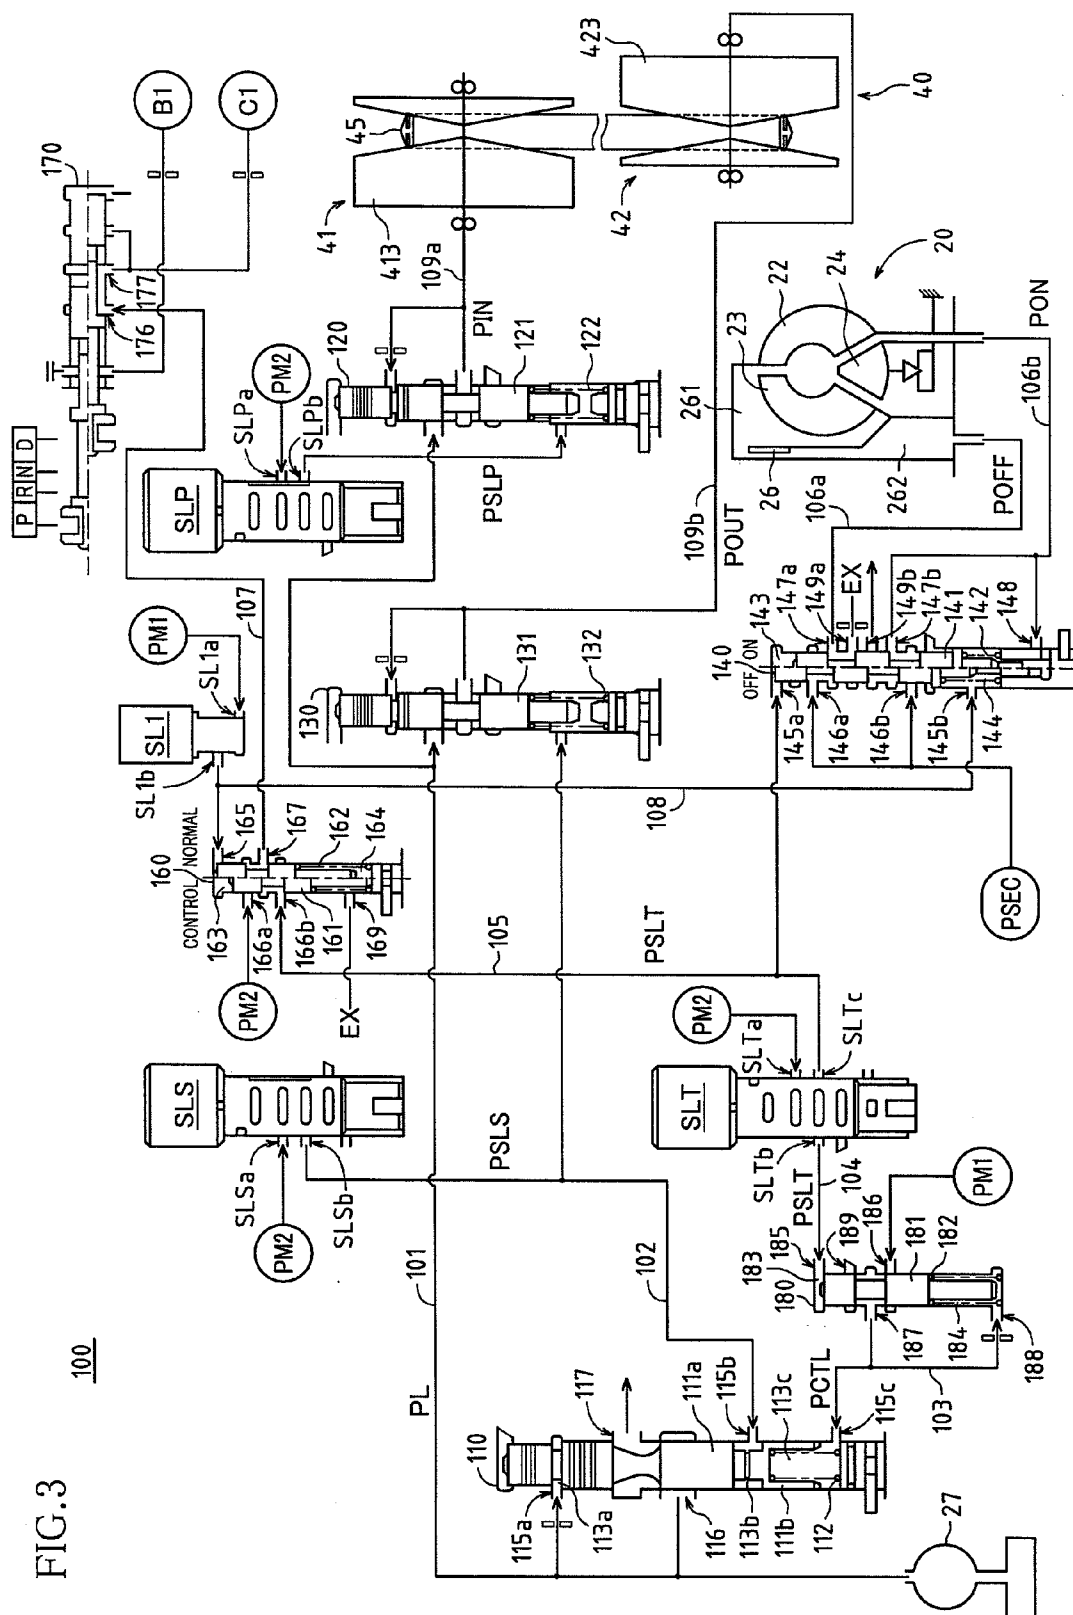 FIG.3
100
PL
101
102
103
104
105
107
108
109a
109b
106a
106b
P R N D
170
176
177
B1
C1
SLP
SLPa
SLPb
PM2
PSLP
120
121
122
PIN
41
413
45
42
423
40
POUT
130
131
132
PM1
SL1
SL1a
SL1b
CONTROL
NORMAL
160
161
162
163
164
165
166a
166b
167
169
PM2
EX
SLS
SLSa
SLSb
PM2
PSLS
PSLT
SLT
SLTa
SLTb
SLTc
PM2
PSLT
PM1
180
181
182
183
184
185
186
187
188
189
PCTL
110
111a
111b
112
113a
113b
113c
115a
115b
115c
116
117
27
PSEC
140
OFF
ON
141
142
143
144
145a
145b
146a
146b
147a
147b
148
149a
149b
EX
POFF
PON
20
22
23
24
26
261
262